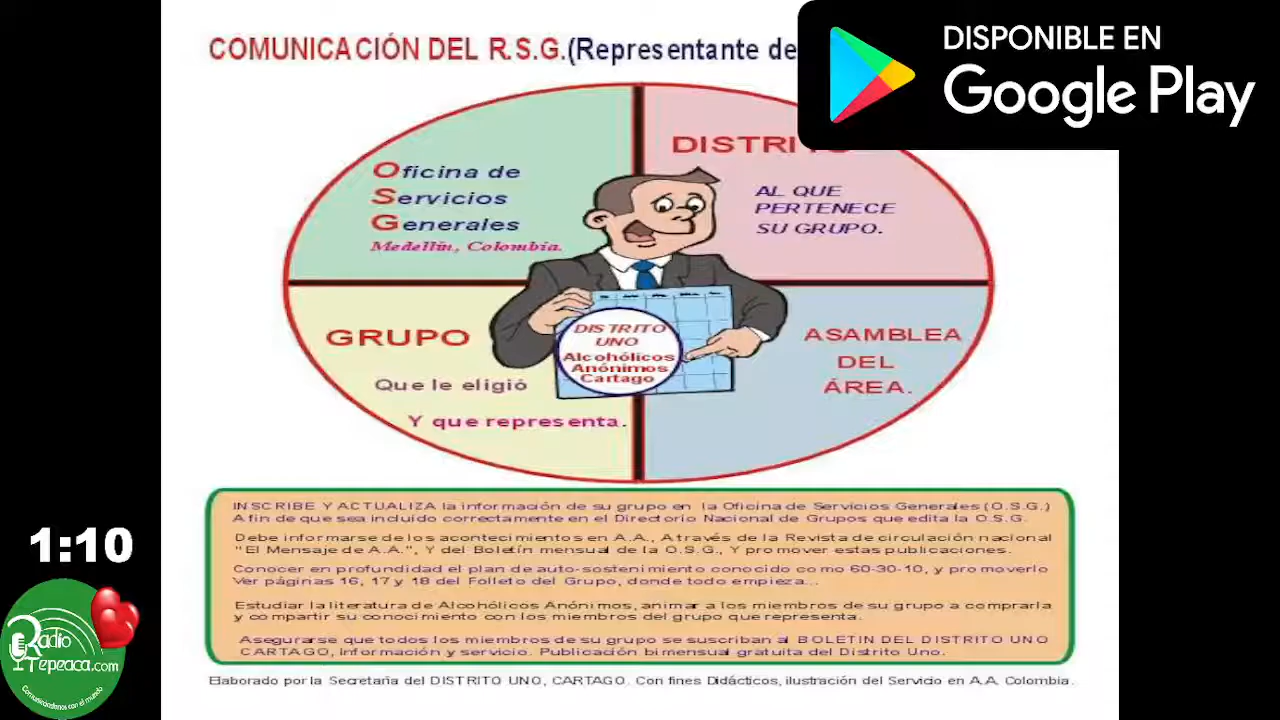 COMUNICACIÓN DEL R.S.G.(Representante de
DISPONIBLE EN
Google Play
Oficina de
Servicios
Generales
Medellín, Colombia.
DISTRITO
AL QUE
PERTENECE
SU GRUPO.
GRUPO
Que le eligió
Y que representa.
DISTRITO
UNO
Alcohólicos
Anónimos
Cartago
ASAMBLEA
DEL
ÁREA.
INSCRIBE Y ACTUALIZA la información de su grupo en la Oficina de Servicios Generales (O.S.G.)
A fin de que sea incluido correctamente en el Directorio Nacional de Grupos que edita la O.S.G.
Debe informarse de los acontecimientos en A.A., A través de la Revista de circulación nacional
"El Mensaje de A.A.", Y del Boletín mensual de la O.S.G., Y promover estas publicaciones.
Conocer en profundidad el plan de auto-sostenimiento conocido como 60-30-10, y promoverlo
Ver páginas 16, 17 y 18 del Folleto del Grupo, donde todo empieza...
Estudiar la literatura de Alcohólicos Anónimos, animar a los miembros de su grupo a comprarla
y compartir su conocimiento con los miembros del grupo que representa.
Asegurarse que todos los miembros de su grupo se suscriban al BOLETIN DEL DISTRITO UNO
CARTAGO, Información y servicio. Publicación bimensual gratuita del Distrito Uno.
Elaborado por la Secretaría del DISTRITO UNO, CARTAGO. Con fines Didácticos, ilustración del Servicio en A.A. Colombia.
1:10
Radio
Tepeaca.com
Comunicándonos con el mundo